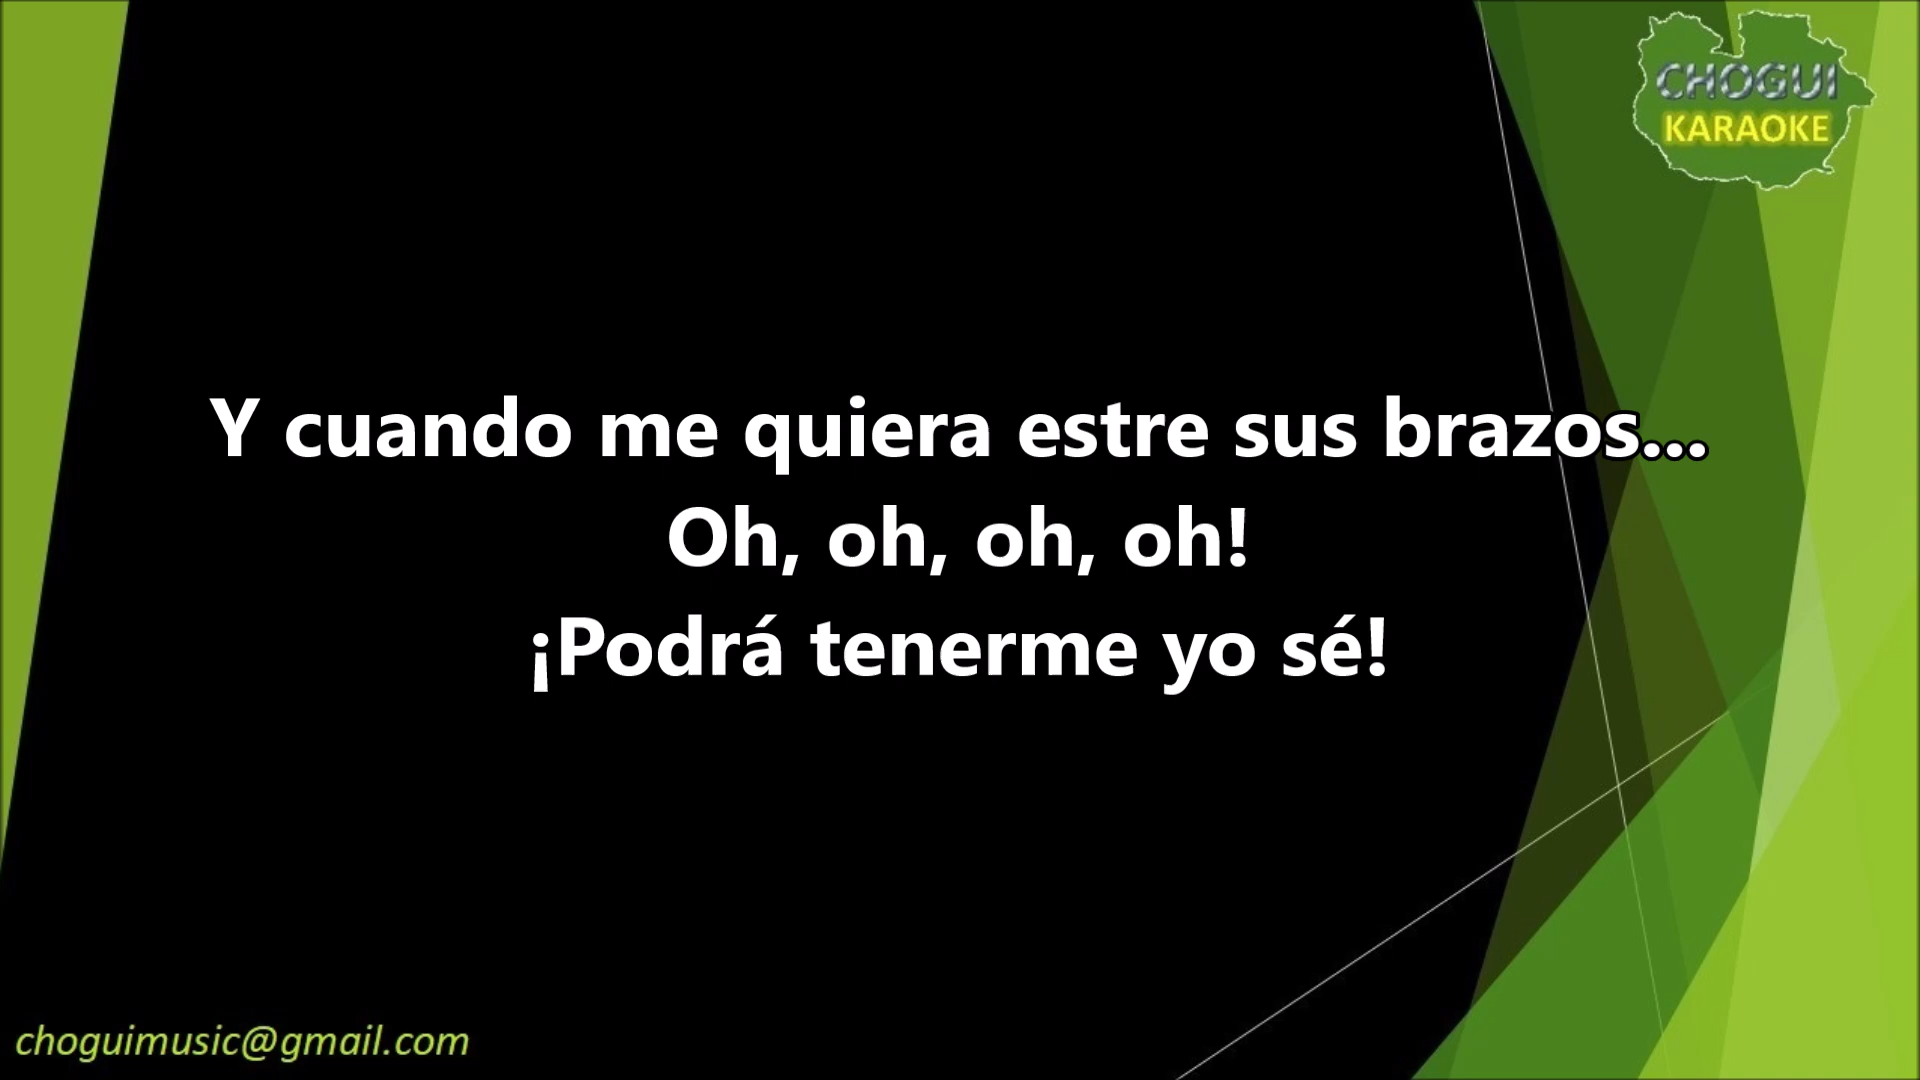 CHOGUI
KARAOKE
Y cuando me quiera estre sus brazos...
Oh, oh, oh, oh!
¡Podrá tenerme yo sé!
choguimusic@gmail.com